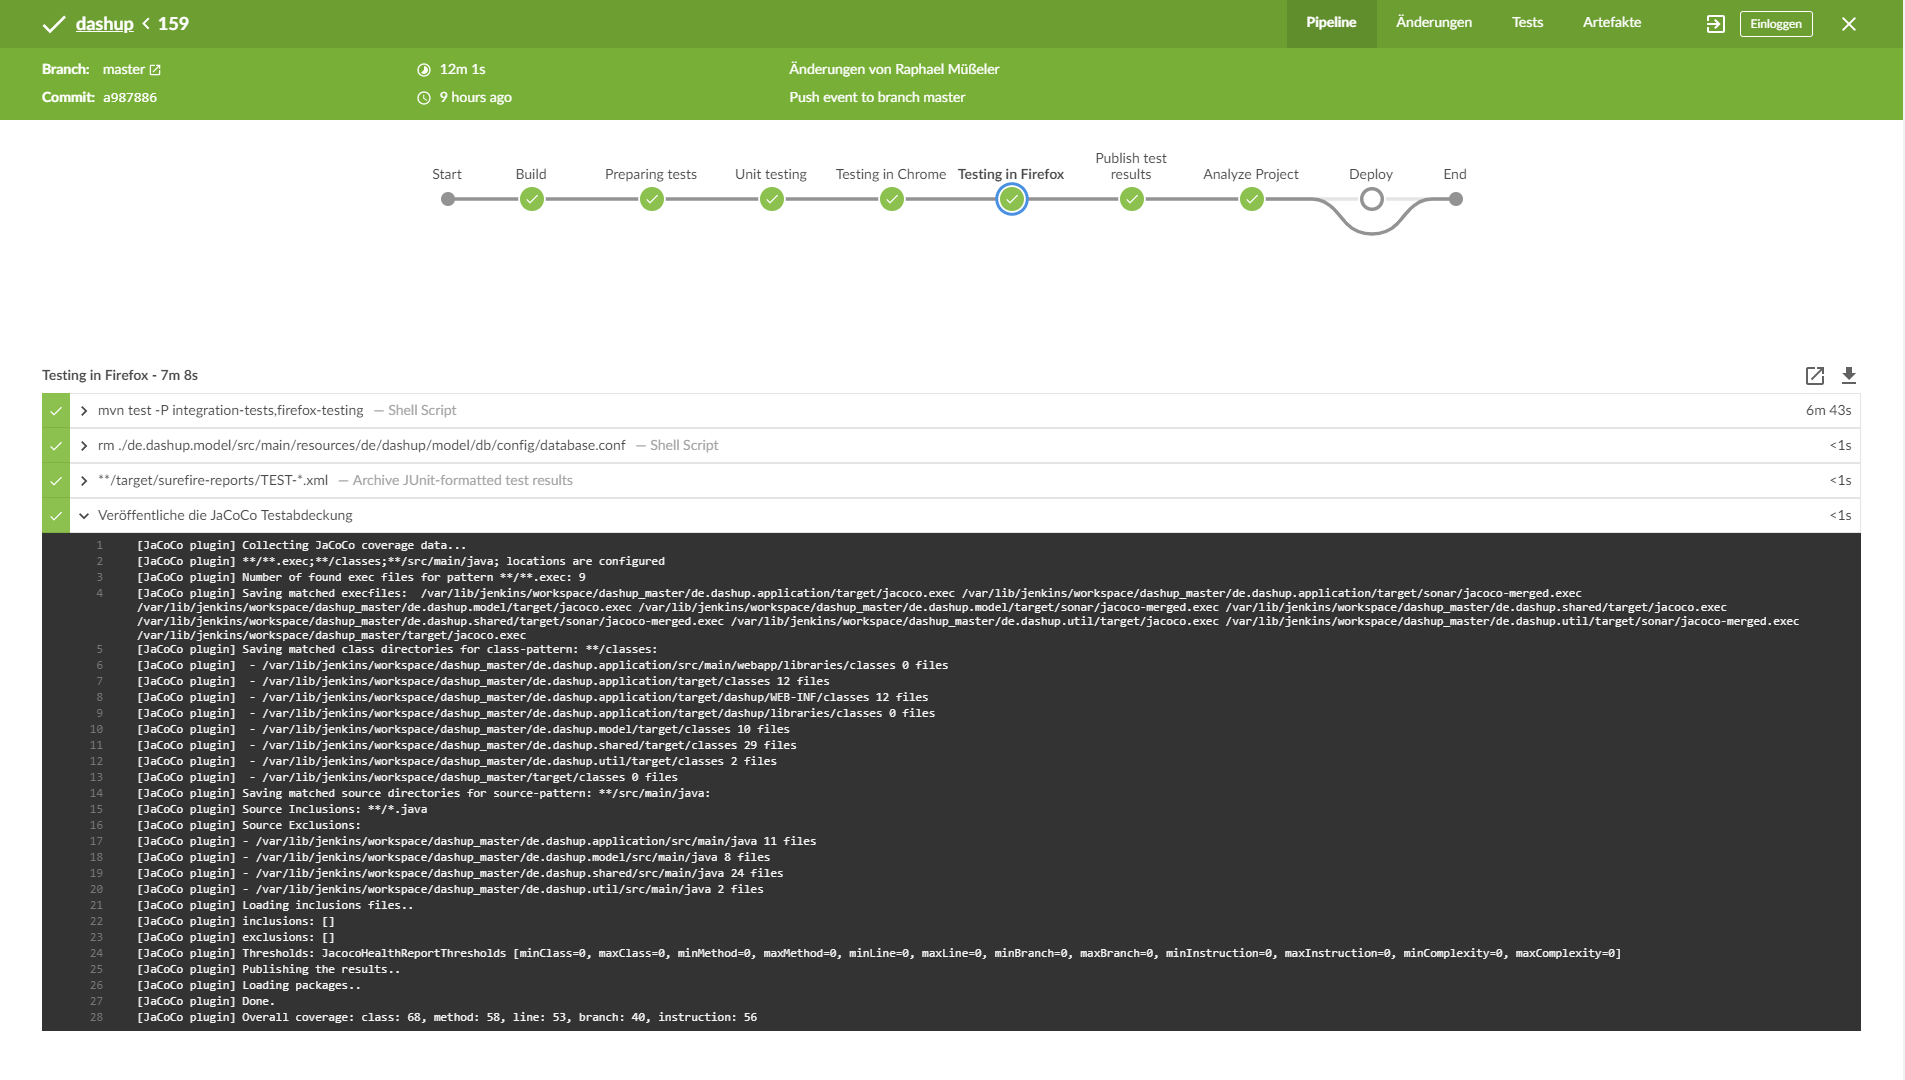 dashup < 159
Pipeline Änderungen Tests Artefakte Einloggen
Branch: master
12m 1s
Änderungen von Raphael Müßeler
Commit: a987886
9 hours ago
Push event to branch master
Start Build Preparing tests Unit testing Testing in Chrome Testing in Firefox Publish test results Analyze Project Deploy End
Testing in Firefox - 7m 8s
mvn test -P integration-tests,firefox-testing — Shell Script 6m 43s
rm ./de.dashup.model/src/main/resources/de/dashup/model/db/config/database.conf — Shell Script <1s
**/target/surefire-reports/TEST-*.xml — Archive JUnit-formatted test results <1s
Veröffentliche die JaCoCo Testabdeckung <1s
1 [JaCoCo plugin] Collecting JaCoCo coverage data...
2 [JaCoCo plugin] **/**.exec;**/classes;**/src/main/java; locations are configured
3 [JaCoCo plugin] Number of found exec files for pattern **/**.exec: 9
4 [JaCoCo plugin] Saving matched execfiles:  /var/lib/jenkins/workspace/dashup_master/de.dashup.application/target/jacoco.exec /var/lib/jenkins/workspace/dashup_master/de.dashup.application/target/sonar/jacoco-merged.exec
/var/lib/jenkins/workspace/dashup_master/de.dashup.model/target/jacoco.exec /var/lib/jenkins/workspace/dashup_master/de.dashup.model/target/sonar/jacoco-merged.exec /var/lib/jenkins/workspace/dashup_master/de.dashup.shared/target/jacoco.exec
/var/lib/jenkins/workspace/dashup_master/de.dashup.shared/target/sonar/jacoco-merged.exec /var/lib/jenkins/workspace/dashup_master/de.dashup.util/target/jacoco.exec /var/lib/jenkins/workspace/dashup_master/de.dashup.util/target/sonar/jacoco-merged.exec
/var/lib/jenkins/workspace/dashup_master/target/jacoco.exec
5 [JaCoCo plugin] Saving matched class directories for class-pattern: **/classes:
6 [JaCoCo plugin]  - /var/lib/jenkins/workspace/dashup_master/de.dashup.application/src/main/webapp/libraries/classes 0 files
7 [JaCoCo plugin]  - /var/lib/jenkins/workspace/dashup_master/de.dashup.application/target/classes 12 files
8 [JaCoCo plugin]  - /var/lib/jenkins/workspace/dashup_master/de.dashup.application/target/dashup/WEB-INF/classes 12 files
9 [JaCoCo plugin]  - /var/lib/jenkins/workspace/dashup_master/de.dashup.application/target/dashup/libraries/classes 0 files
10 [JaCoCo plugin]  - /var/lib/jenkins/workspace/dashup_master/de.dashup.model/target/classes 10 files
11 [JaCoCo plugin]  - /var/lib/jenkins/workspace/dashup_master/de.dashup.shared/target/classes 29 files
12 [JaCoCo plugin]  - /var/lib/jenkins/workspace/dashup_master/de.dashup.util/target/classes 2 files
13 [JaCoCo plugin]  - /var/lib/jenkins/workspace/dashup_master/target/classes 0 files
14 [JaCoCo plugin] Saving matched source directories for source-pattern: **/src/main/java:
15 [JaCoCo plugin] Source Inclusions: **/*.java
16 [JaCoCo plugin] Source Exclusions:
17 [JaCoCo plugin] - /var/lib/jenkins/workspace/dashup_master/de.dashup.application/src/main/java 11 files
18 [JaCoCo plugin] - /var/lib/jenkins/workspace/dashup_master/de.dashup.model/src/main/java 8 files
19 [JaCoCo plugin] - /var/lib/jenkins/workspace/dashup_master/de.dashup.shared/src/main/java 24 files
20 [JaCoCo plugin] - /var/lib/jenkins/workspace/dashup_master/de.dashup.util/src/main/java 2 files
21 [JaCoCo plugin] Loading inclusions files..
22 [JaCoCo plugin] inclusions: []
23 [JaCoCo plugin] exclusions: []
24 [JaCoCo plugin] Thresholds: JacocoHealthReportThresholds [minClass=0, maxClass=0, minMethod=0, maxMethod=0, minLine=0, maxLine=0, minBranch=0, maxBranch=0, minInstruction=0, maxInstruction=0, minComplexity=0, maxComplexity=0]
25 [JaCoCo plugin] Publishing the results..
26 [JaCoCo plugin] Loading packages..
27 [JaCoCo plugin] Done.
28 [JaCoCo plugin] Overall coverage: class: 68, method: 58, line: 53, branch: 40, instruction: 56